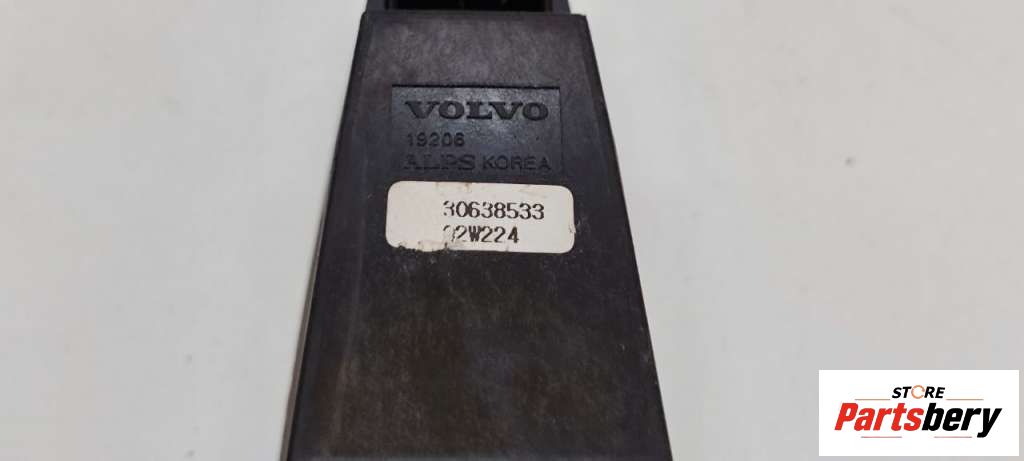 VOLVO
19206
ALPS KOREA
30638533
02W224
STORE
Partsbery